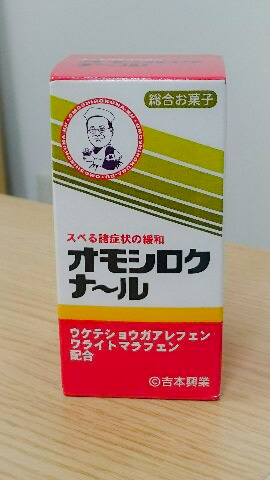 総合お菓子
スベる諸症状の緩和
オモシロク
ナ〜ル
ウケテショウガアレフェン
ワライトマラフェン
配合
©吉本興業